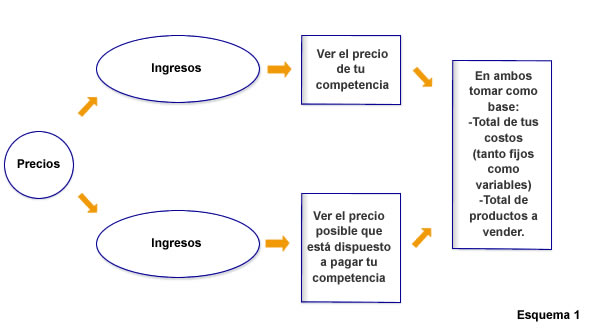 Precios
Ingresos
Ver el precio
de tu
competencia
Ingresos
Ver el precio
posible que
está dispuesto
a pagar tu
competencia
En ambos
tomar como
base:
-Total de tus
costos
(tanto fijos
como
variables)
-Total de
productos a
vender.
Esquema 1